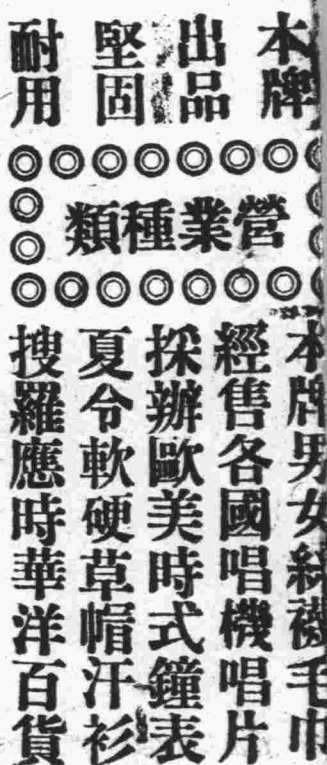 本牌
出品
堅固
耐用
營業種類
本牌男女線襪毛巾
經售各國唱機唱片
採辦歐美時式鐘表
夏令軟硬草帽汗衫
搜羅應時華洋百貨